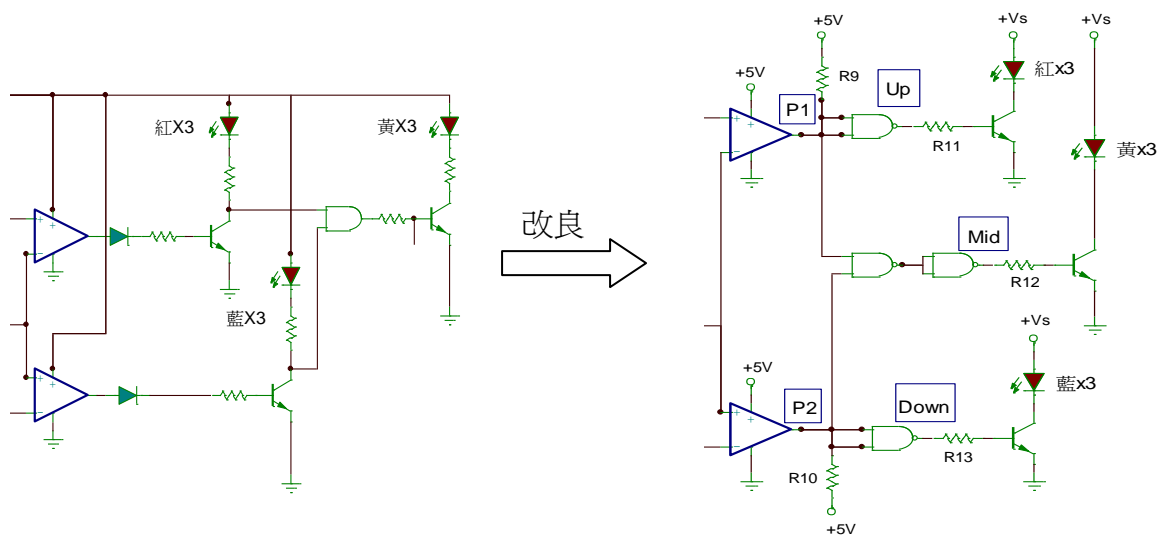 紅X3
黃X3
藍X3
改良
+5V
+Vs
+Vs
R9
紅x3
+5V
Up
P1
R11
黃x3
Mid
R12
+Vs
+5V
藍x3
P2
Down
R13
R10
+5V
+
-
+
+
-
+
+
-
+
+
-
+